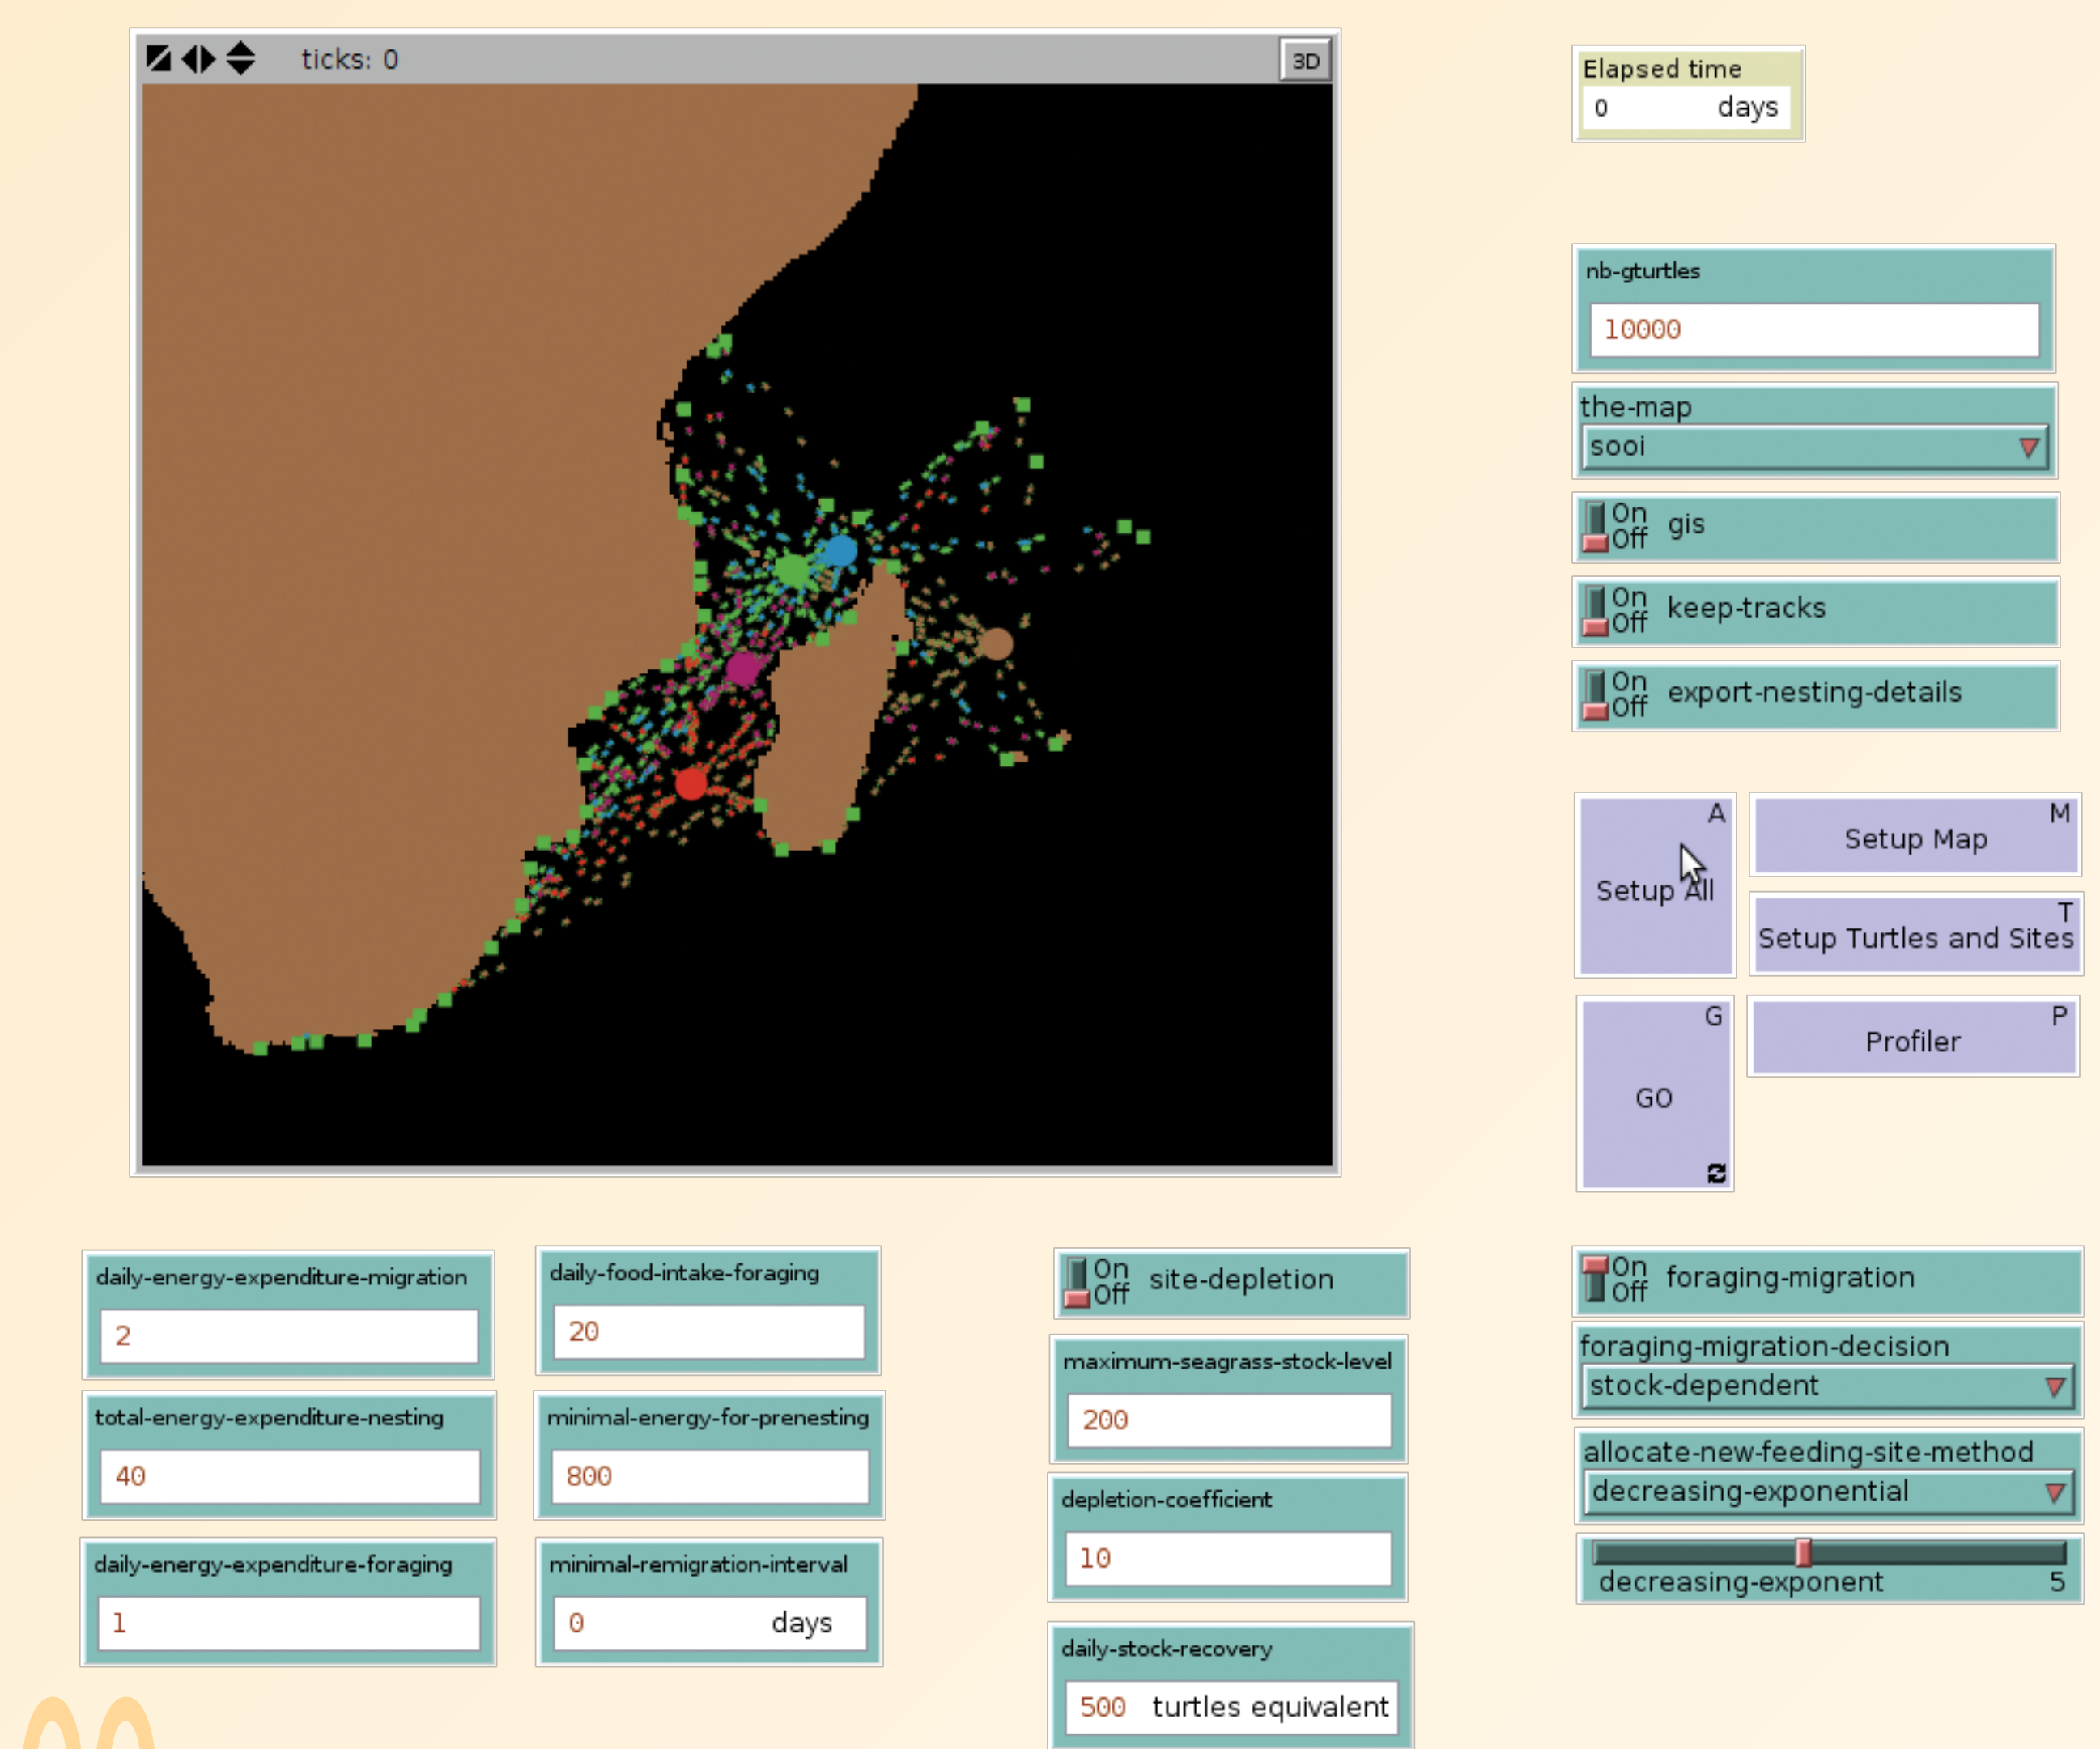 ticks: 0
3D
Elapsed time
0 days
nb-gturtles
10000
the-map
sooi
On
Off
gis
On
Off
keep-tracks
On
Off
export-nesting-details
A
Setup All
M
Setup Map
T
Setup Turtles and Sites
G
GO
P
Profiler
daily-energy-expenditure-migration
2
total-energy-expenditure-nesting
40
daily-energy-expenditure-foraging
1
daily-food-intake-foraging
20
minimal-energy-for-prenesting
800
minimal-remigration-interval
0 days
On
Off
site-depletion
maximum-seagrass-stock-level
200
depletion-coefficient
10
daily-stock-recovery
500 turtles equivalent
On
Off
foraging-migration
foraging-migration-decision
stock-dependent
allocate-new-feeding-site-method
decreasing-exponential
decreasing-exponent 5